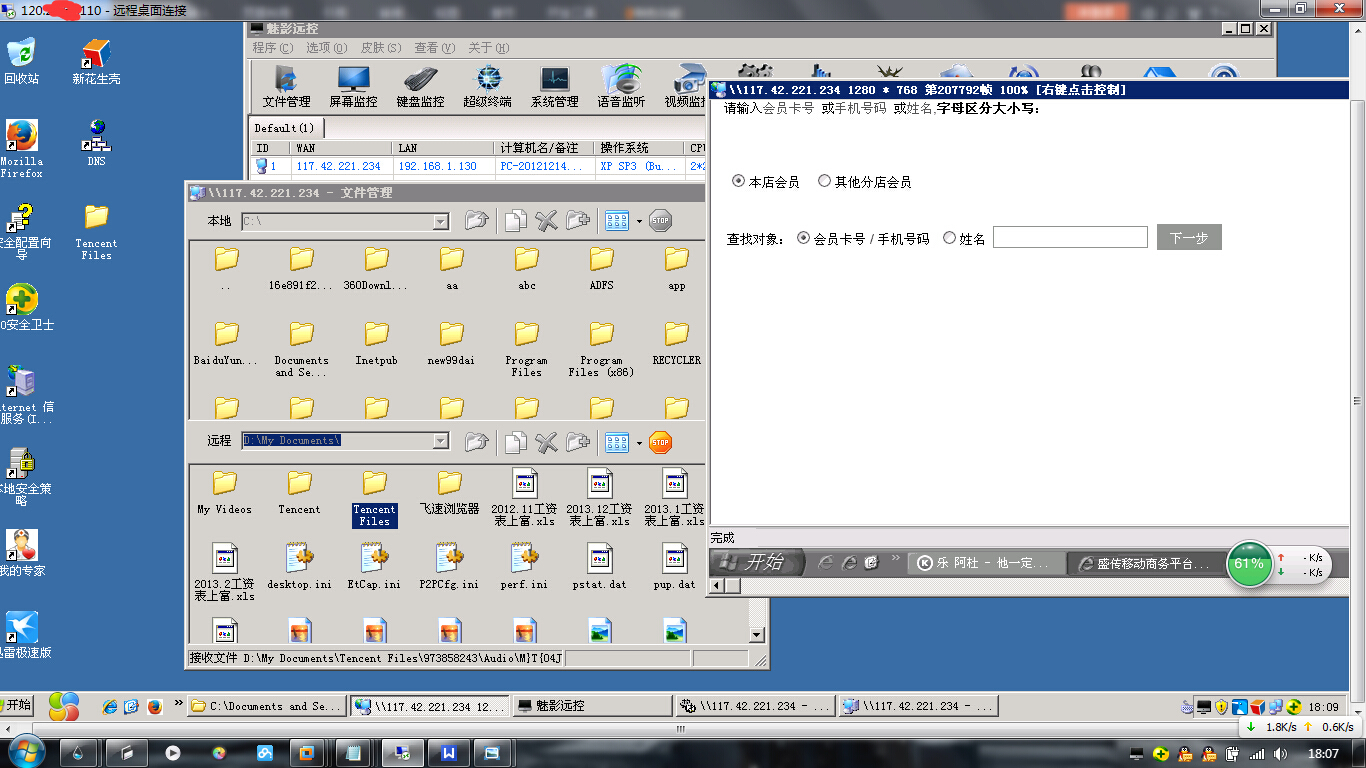 120. 110 - 远程桌面连接
回收站
新花生壳
Mozilla
Firefox
DNS
安全配置向
导
Tencent
Files
0安全卫士
nternet 信
服务(I...
本地安全策
略
我的专家
迅雷极速版
魅影远控
程序(C) 选项(O) 皮肤(S) 查看(V) 关于(H)
文件管理 屏幕监控 键盘监控 超级终端 系统管理 语音监听 视频监控
Default(1)
ID WAN LAN 计算机名/备注 操作系统 CPU
1 117.42.221.234 192.168.1.130 PC-20121214... XP SP3 (Bu... 2*2
\\117.42.221.234 - 文件管理
本地 C:\ STOP
.. 16e891f2... 360Downl... aa abc ADFS app
BaiduYun... Documents and Se... Inetpub new99dai Program Files Program Files (x86) RECYCLER
远程 D:\My Documents\ STOP
My Videos Tencent Tencent Files 飞速浏览器 2012.11工资表上富.xls 2013.12工资表上富.xls 2013.1工资表上富.xls
2013.2工资表上富.xls desktop.ini EtCap.ini P2PCfg.ini perf.ini pstat.dat pup.dat
接收文件 D:\My Documents\Tencent Files\973858243\Audio\M}T{04J
\\117.42.221.234 1280 * 768 第207792帧 100% [右键点击控制]
请输入会员卡号 或手机号码 或姓名,字母区分大小写：
本店会员 其他分店会员
查找对象： 会员卡号 / 手机号码 姓名 下一步
完成
开始 乐 阿杜 - 他一定... 盛传移动商务平台...
61% - K/s
- K/s
开始 C:\Documents and Se... \\117.42.221.234 12... 魅影远控 \\117.42.221.234 - ... \\117.42.221.234 - ... 18:09
1.8K/s 0.6K/s
18:07